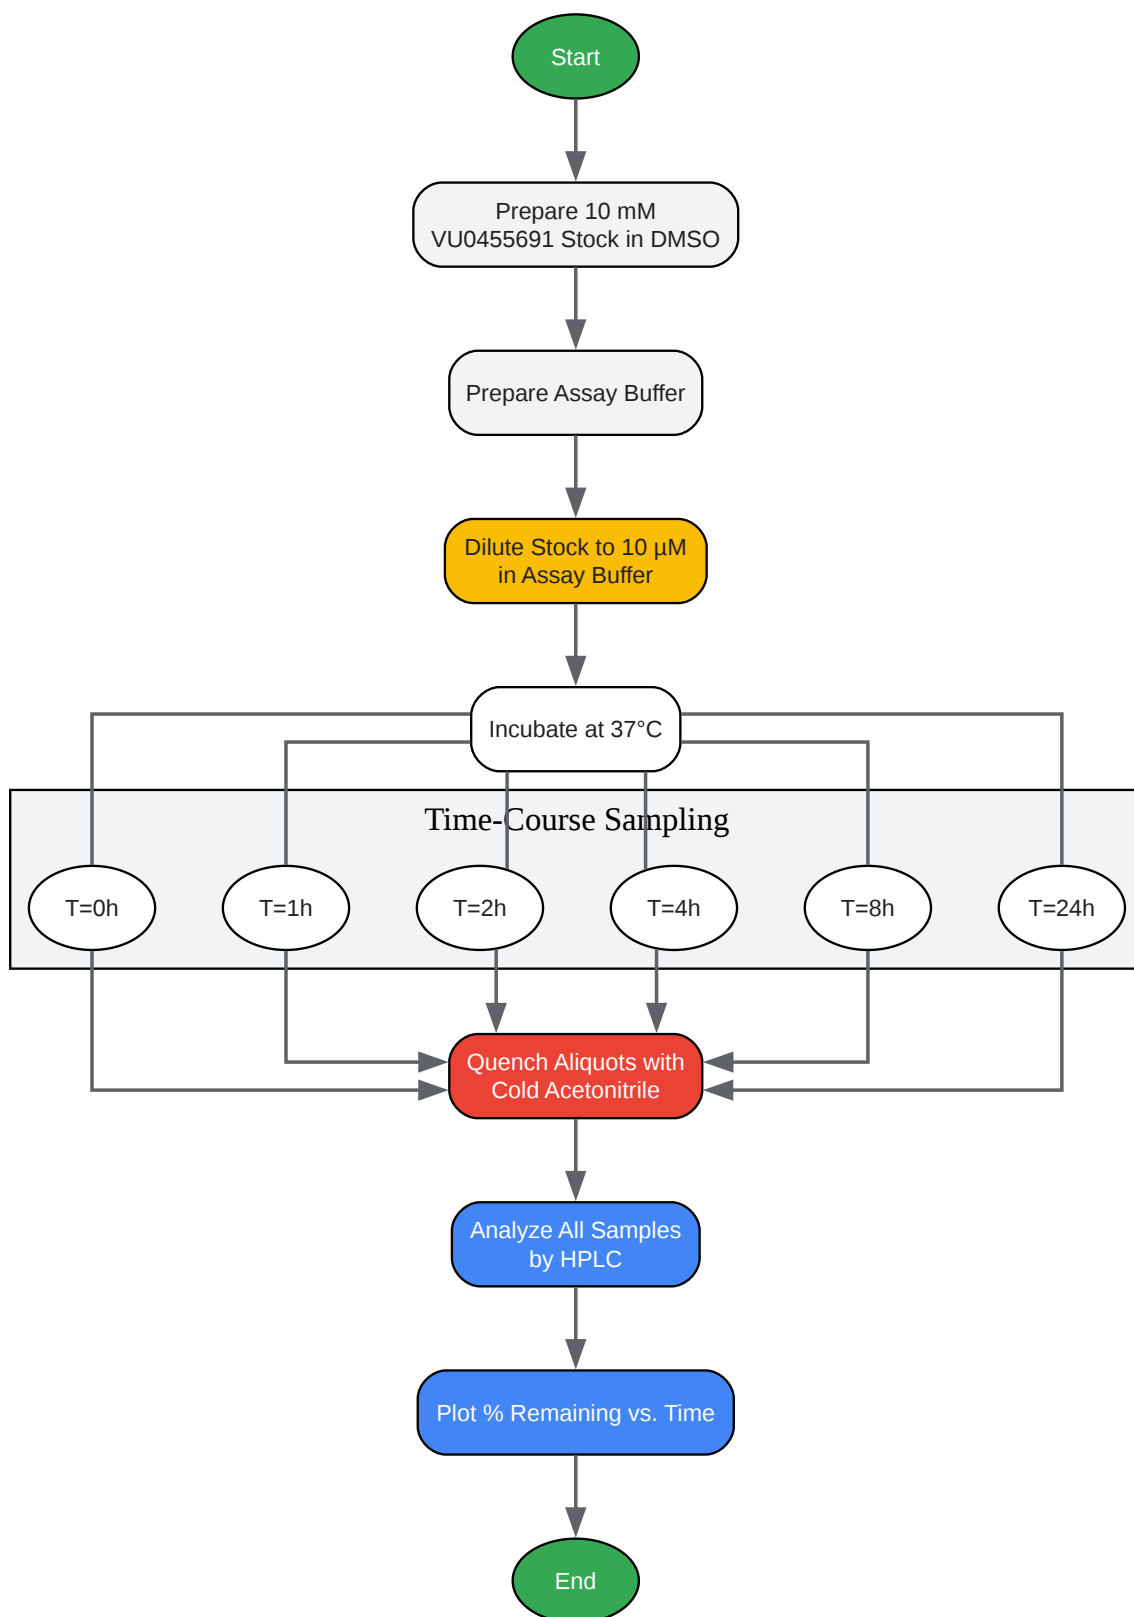 Start
Prepare 10 mM
VU0455691 Stock in DMSO
Prepare Assay Buffer
Dilute Stock to 10 µM
in Assay Buffer
Incubate at 37°C
Time-Course Sampling
T=0h
T=1h
T=2h
T=4h
T=8h
T=24h
Quench Aliquots with
Cold Acetonitrile
Analyze All Samples
by HPLC
Plot % Remaining vs. Time
End